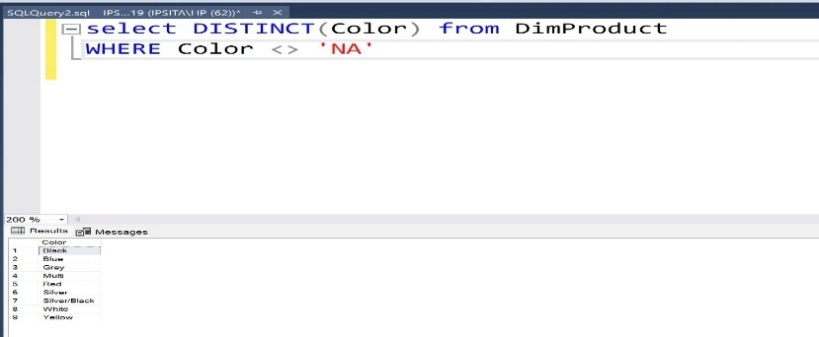 SQLQuery2.sql IPS...19 (IPSITA\HP (62))*
select DISTINCT(Color) from DimProduct
WHERE Color <> 'NA'
200 %
Results Messages
Color
1 Black
2 Blue
3 Grey
4 Multi
5 Red
6 Silver
7 Silver/Black
8 White
9 Yellow